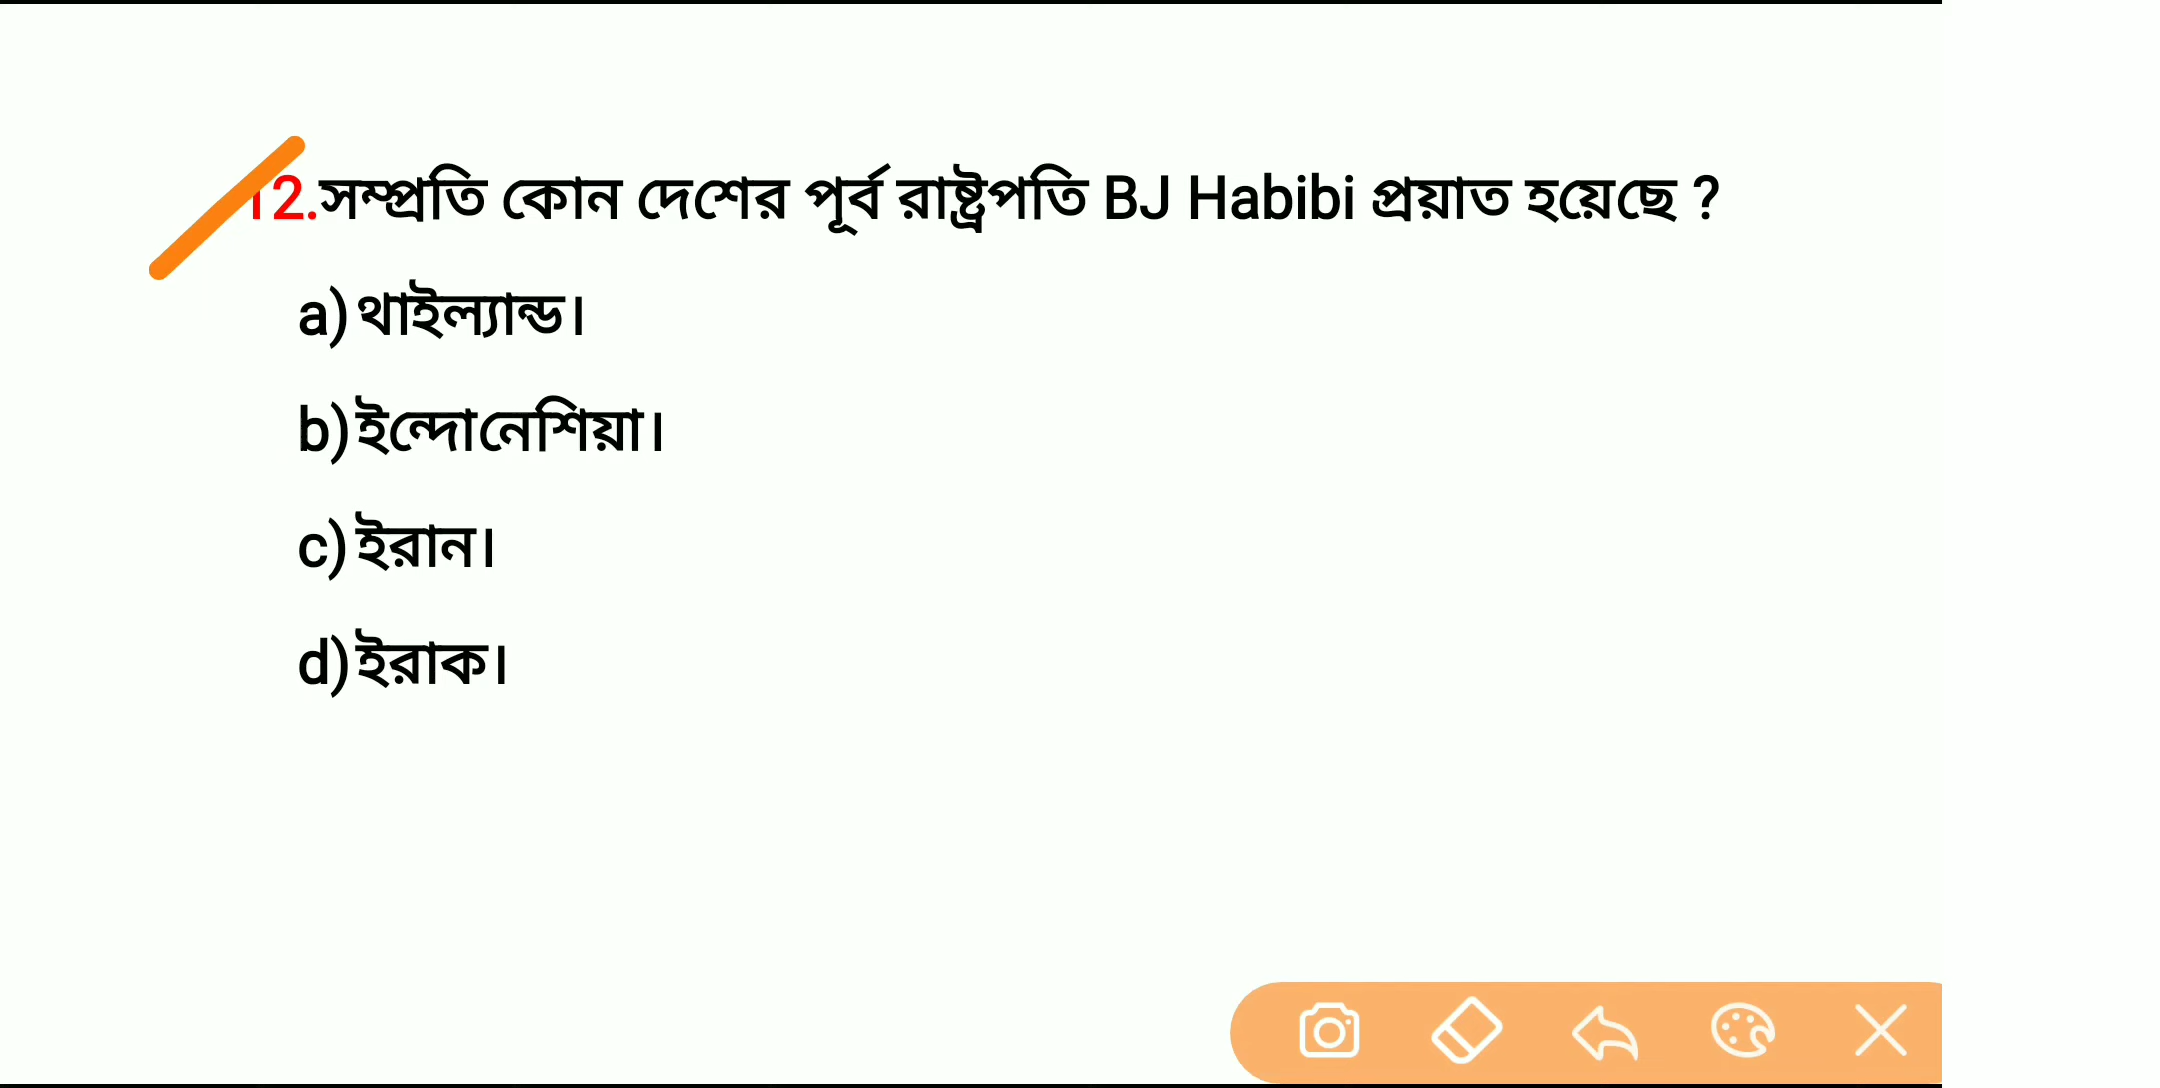 12.সম্প্রতি কোন দেশের পূর্ব রাষ্ট্রপতি BJ Habibi প্রয়াত হয়েছে ?
a)থাইল্যান্ড।
b)ইন্দোনেশিয়া।
c)ইরান।
d)ইরাক।